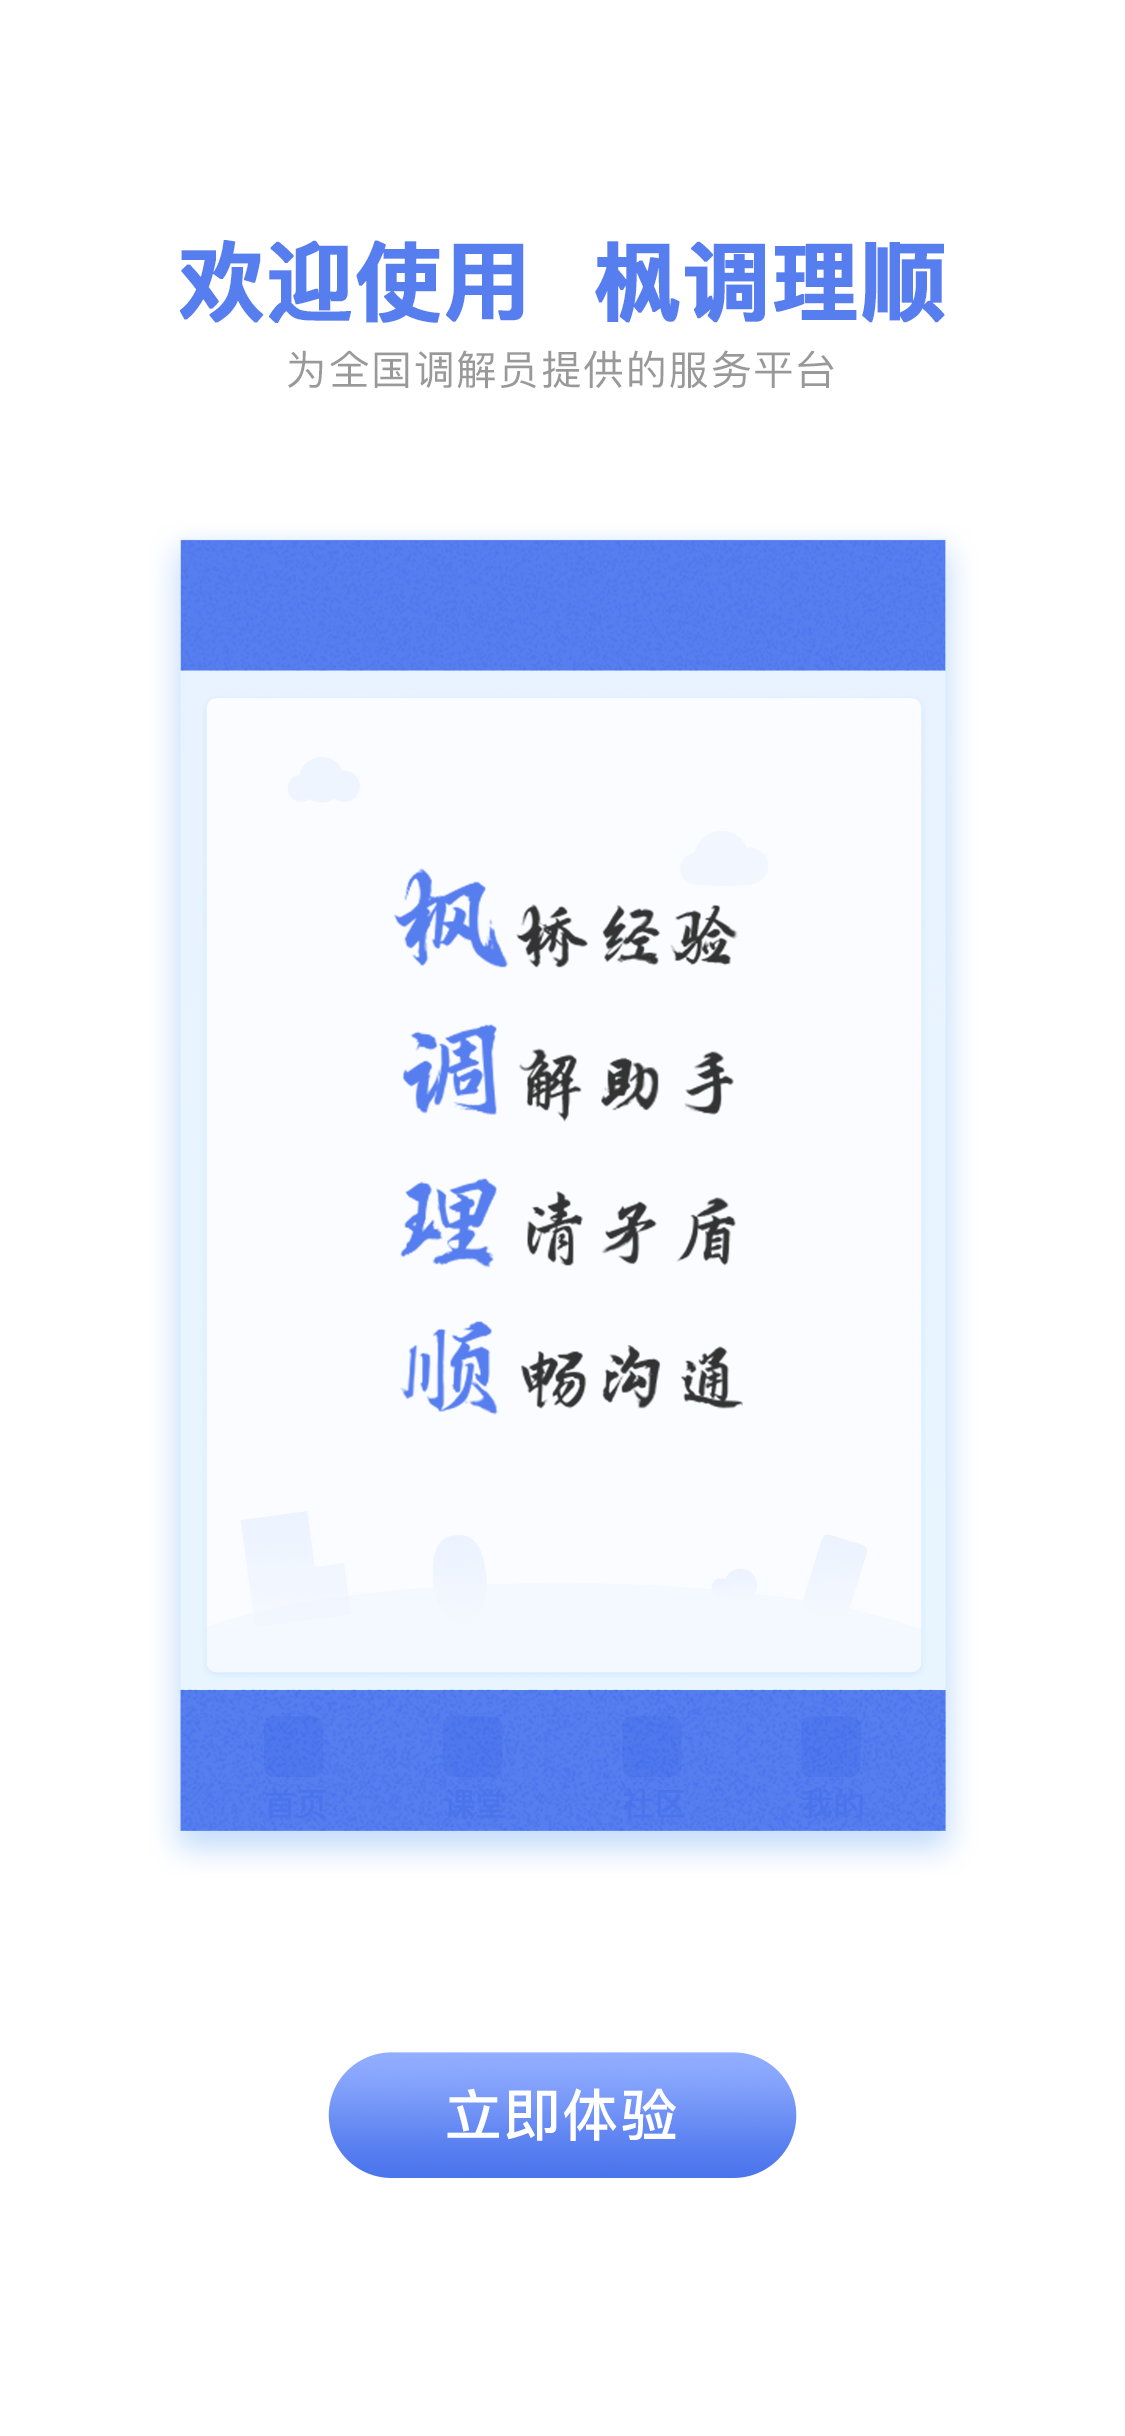 欢迎使用 枫调理顺
为全国调解员提供的服务平台
枫桥经验
调解助手
理清矛盾
顺畅沟通
首页 课堂 社区 我的
立即体验